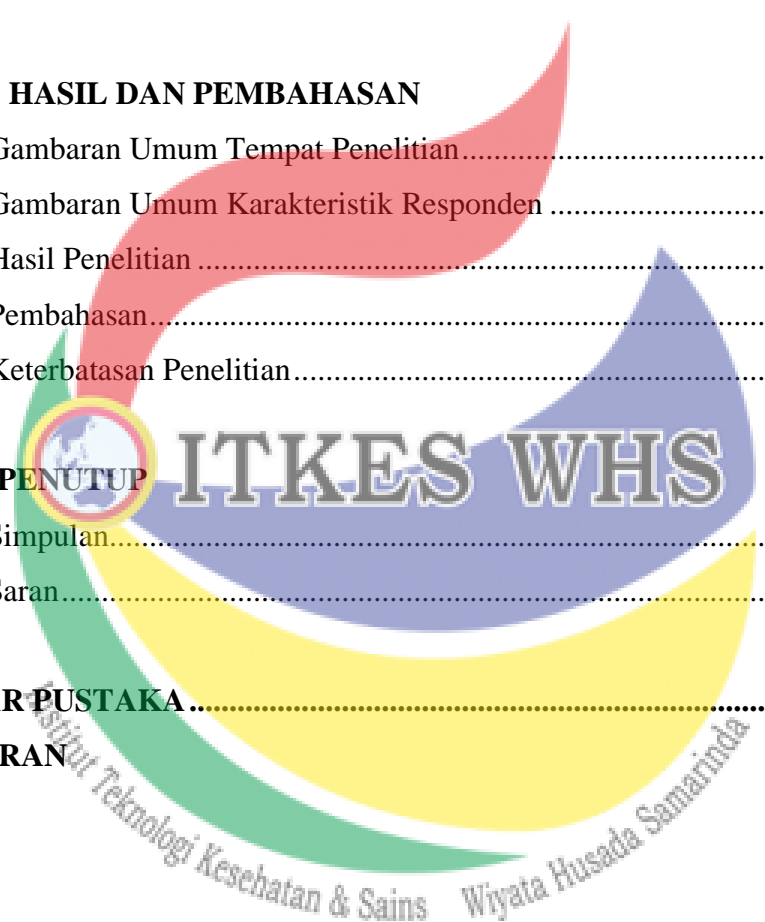 HASIL DAN PEMBAHASAN
Gambaran Umum Tempat Penelitian........................................
Gambaran Umum Karakteristik Responden ............................
Hasil Penelitian ........................................................................
Pembahasan..............................................................................
Keterbatasan Penelitian............................................................
PENUTUP
ITKES WHS
Simpulan...................................................................................
Saran.........................................................................................
R PUSTAKA ..........................................................................
RAN
Institut Teknologi Kesehatan & Sains Wiyata Husada Samarinda